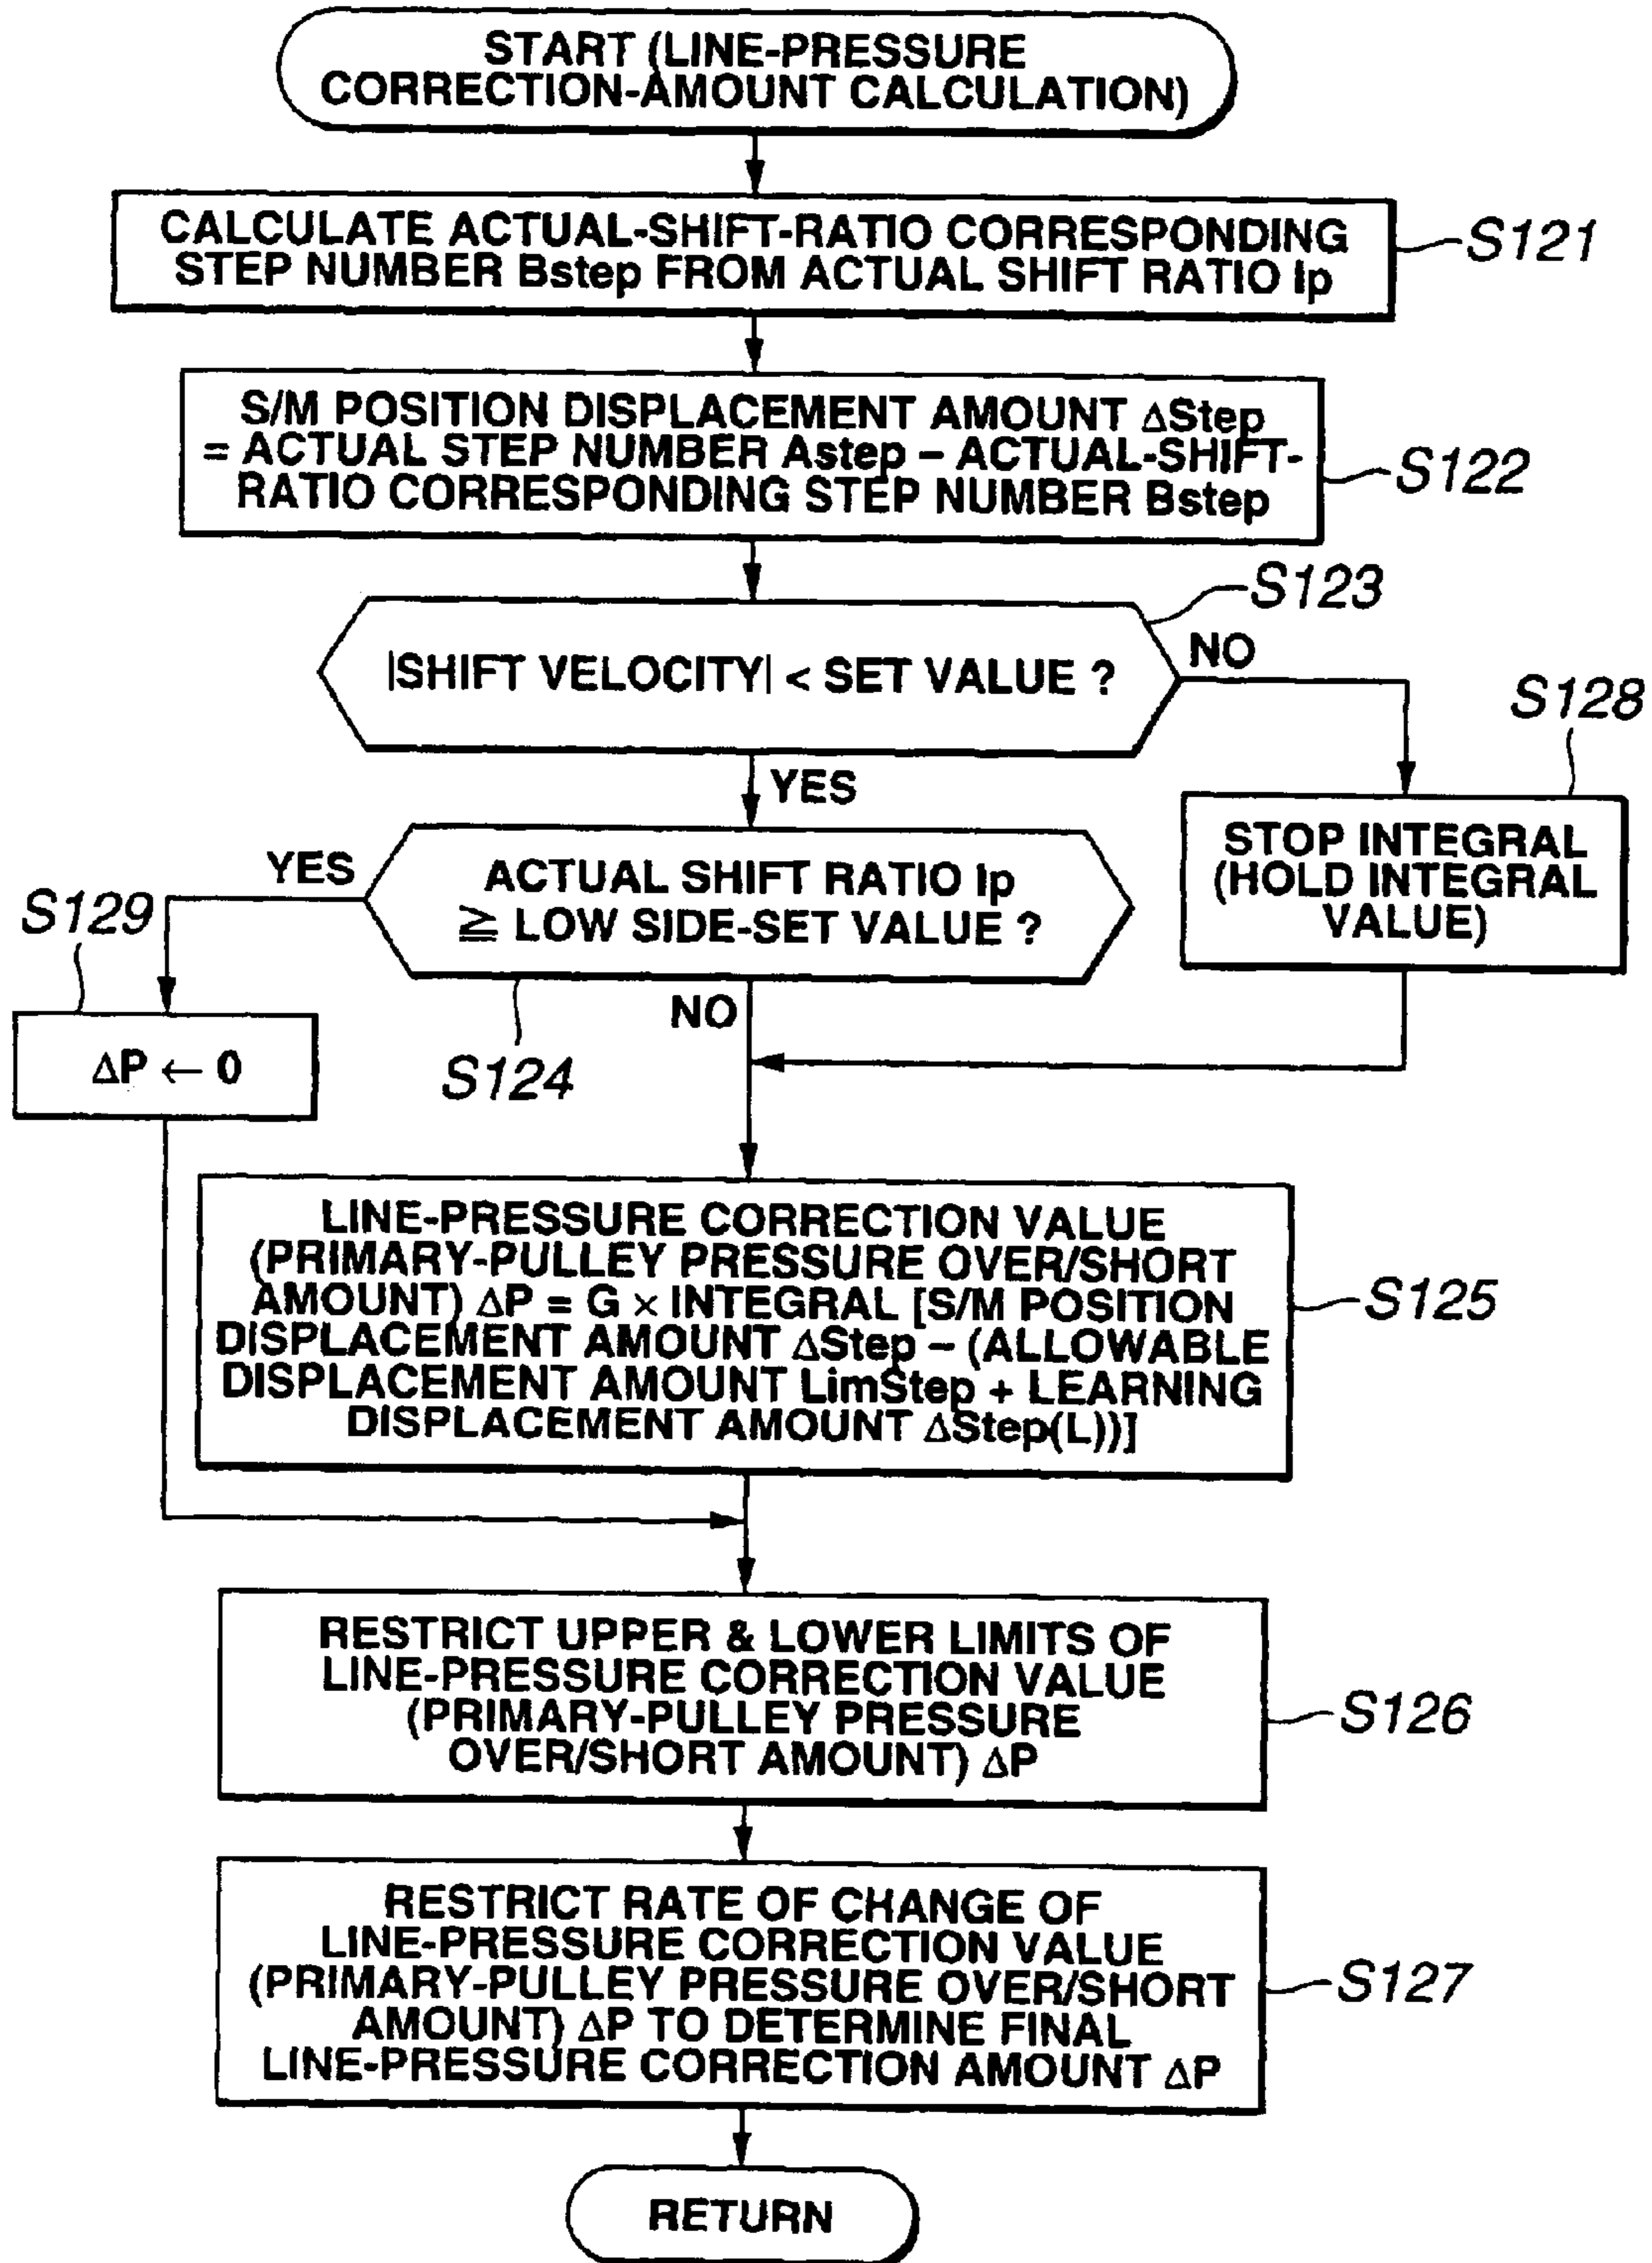 START (LINE-PRESSURE
CORRECTION-AMOUNT CALCULATION)
CALCULATE ACTUAL-SHIFT-RATIO CORRESPONDING
STEP NUMBER Bstep FROM ACTUAL SHIFT RATIO Ip
S121
S/M POSITION DISPLACEMENT AMOUNT ΔStep
= ACTUAL STEP NUMBER Astep – ACTUAL-SHIFT-
RATIO CORRESPONDING STEP NUMBER Bstep
S122
S123
|SHIFT VELOCITY| < SET VALUE ?
NO
YES
S128
STOP INTEGRAL
(HOLD INTEGRAL
VALUE)
YES
ACTUAL SHIFT RATIO Ip
≧ LOW SIDE-SET VALUE ?
S129
NO
S124
ΔP ← 0
LINE-PRESSURE CORRECTION VALUE
(PRIMARY-PULLEY PRESSURE OVER/SHORT
AMOUNT) ΔP = G × INTEGRAL [S/M POSITION
DISPLACEMENT AMOUNT ΔStep – (ALLOWABLE
DISPLACEMENT AMOUNT LimStep + LEARNING
DISPLACEMENT AMOUNT ΔStep(L))]
S125
RESTRICT UPPER & LOWER LIMITS OF
LINE-PRESSURE CORRECTION VALUE
(PRIMARY-PULLEY PRESSURE
OVER/SHORT AMOUNT) ΔP
S126
RESTRICT RATE OF CHANGE OF
LINE-PRESSURE CORRECTION VALUE
(PRIMARY-PULLEY PRESSURE OVER/SHORT
AMOUNT) ΔP TO DETERMINE FINAL
LINE-PRESSURE CORRECTION AMOUNT ΔP
S127
RETURN